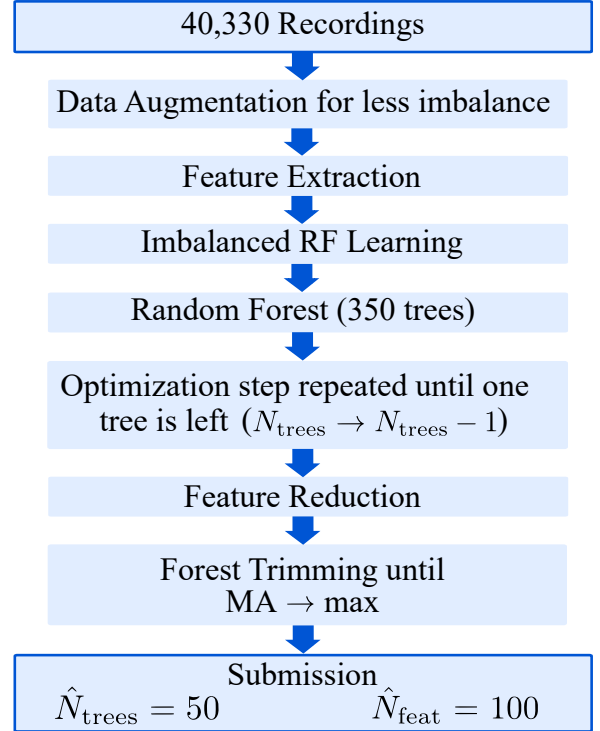 40,330 Recordings
Data Augmentation for less imbalance
Feature Extraction
Imbalanced RF Learning
Random Forest (350 trees)
Optimization step repeated until one
tree is left (N_trees → N_trees − 1)
Feature Reduction
Forest Trimming until
MA → max
Submission
N̂_trees = 50 N̂_feat = 100